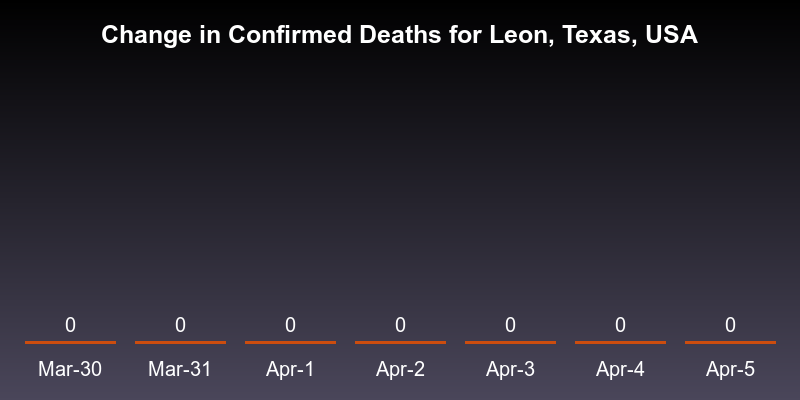 Change in Confirmed Deaths for Leon, Texas, USA
0 0 0 0 0 0 0
Mar-30 Mar-31 Apr-1 Apr-2 Apr-3 Apr-4 Apr-5